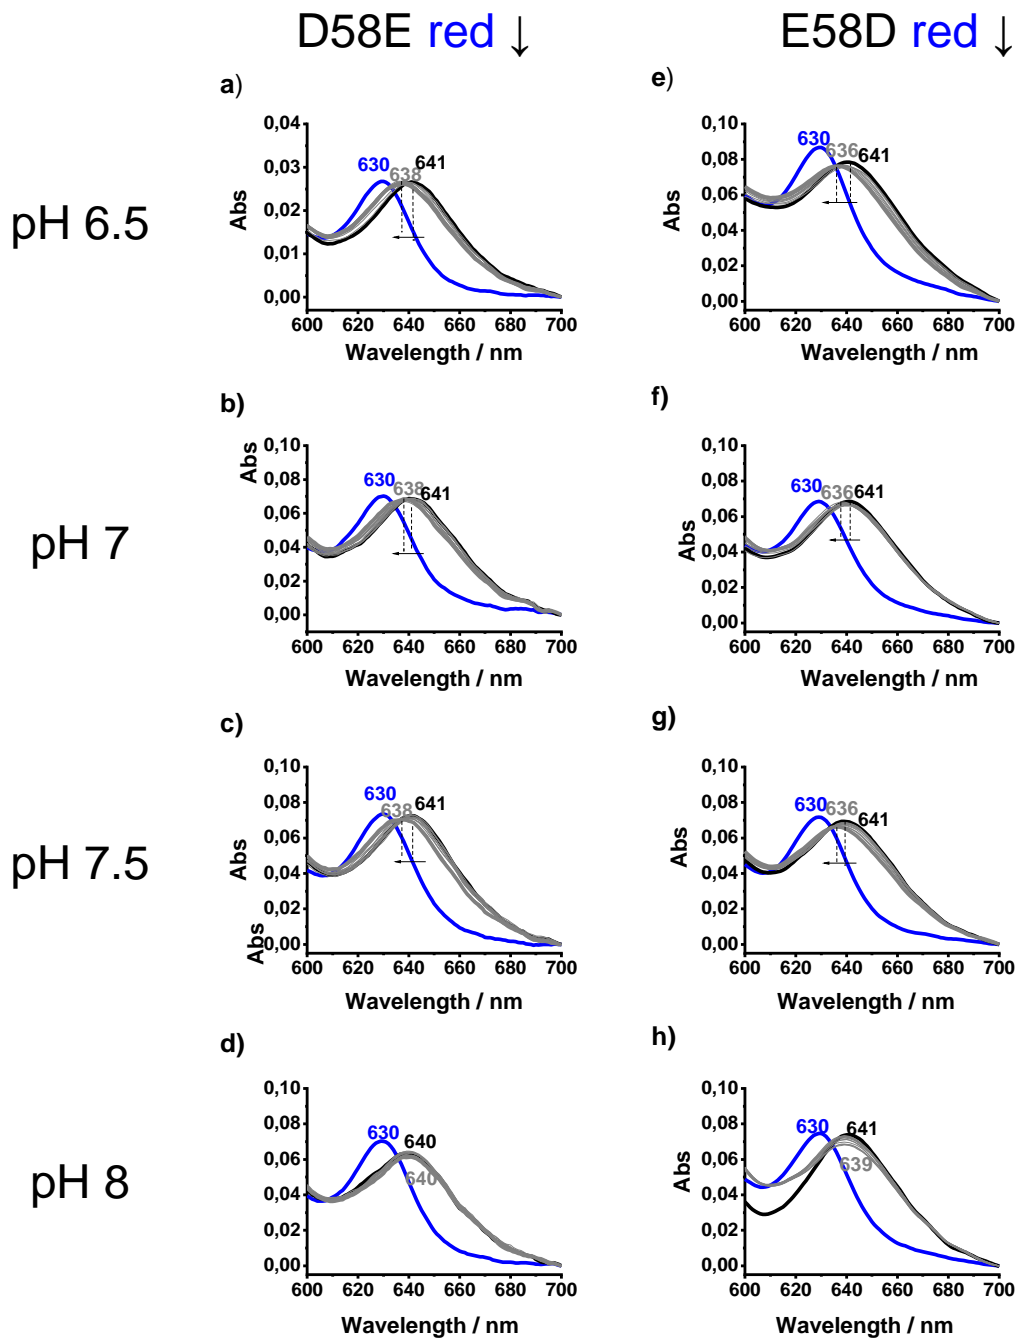 D58E red ↓
E58D red ↓
a)
e)
pH 6.5
Abs
0,04
0,03
0,02
0,01
0,00
630
638
641
600 620 640 660 680 700
Wavelength / nm
Abs
0,10
0,08
0,06
0,04
0,02
0,00
630
636
641
600 620 640 660 680 700
Wavelength / nm
b)
f)
pH 7
Abs
0,10
0,08
0,06
0,04
0,02
0,00
630
638
641
600 620 640 660 680 700
Wavelength / nm
Abs
0,10
0,08
0,06
0,04
0,02
0,00
630
636
641
600 620 640 660 680 700
Wavelength / nm
c)
g)
pH 7.5
Abs
0,10
0,08
0,06
0,04
0,02
0,00
630
638
641
600 620 640 660 680 700
Wavelength / nm
Abs
0,10
0,08
0,06
0,04
0,02
0,00
630
636
641
600 620 640 660 680 700
Wavelength / nm
d)
h)
pH 8
Abs
0,10
0,08
0,06
0,04
0,02
0,00
630
640
640
600 620 640 660 680 700
Wavelength / nm
Abs
0,10
0,08
0,06
0,04
0,02
0,00
630
641
639
600 620 640 660 680 700
Wavelength / nm